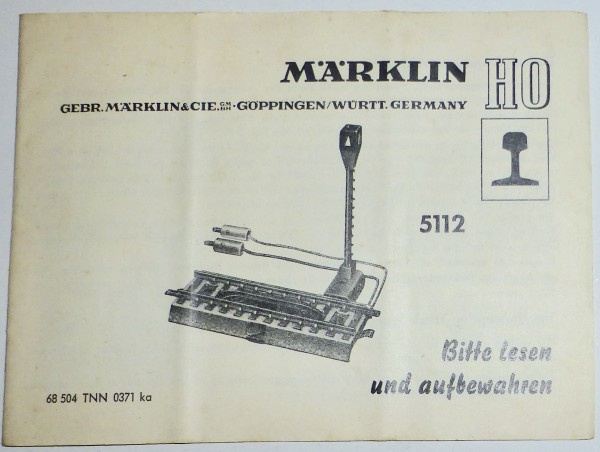 MÄRKLIN HO
GEBR. MÄRKLIN & CIE. GMBH · GÖPPINGEN/WÜRTT. GERMANY
5112
Bitte lesen
und aufbewahren
68 504 TNN 0371 ka